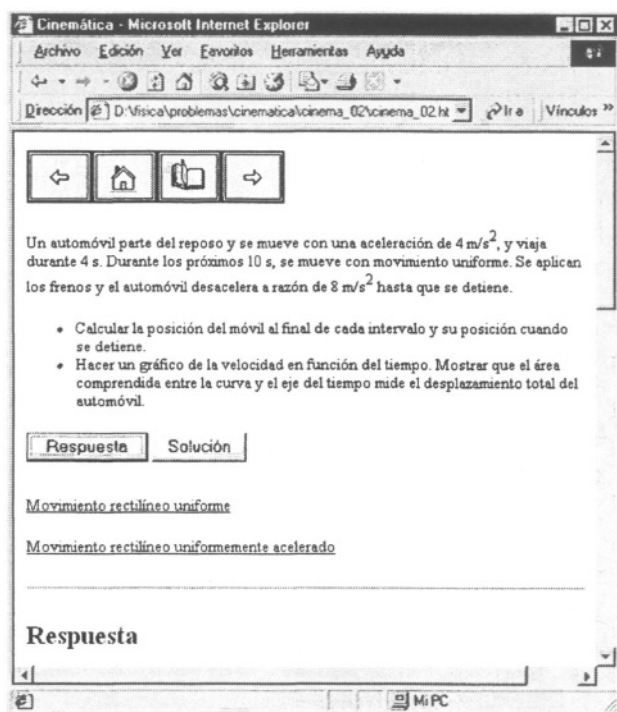 Cinemática - Microsoft Internet Explorer
Archivo Edición Ver Favoritos Herramientas Ayuda
Dirección D:\fisica\problemas\cinematica\cinema_02\cinema_02.ht Ir a Vínculos »
Un automóvil parte del reposo y se mueve con una aceleración de 4 m/s², y viaja
durante 4 s. Durante los próximos 10 s, se mueve con movimiento uniforme. Se aplican
los frenos y el automóvil desacelera a razón de 8 m/s² hasta que se detiene.
• Calcular la posición del móvil al final de cada intervalo y su posición cuando
se detiene.
• Hacer un gráfico de la velocidad en función del tiempo. Mostrar que el área
comprendida entre la curva y el eje del tiempo mide el desplazamiento total del
automóvil.
Respuesta Solución
Movimiento rectilíneo uniforme
Movimiento rectilíneo uniformemente acelerado
Respuesta
Mi PC